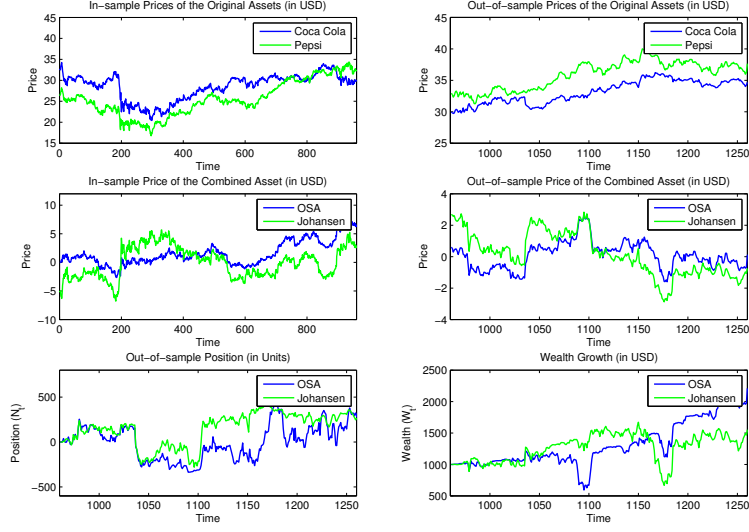 In-sample Prices of the Original Assets (in USD)
45
40
35
30
25
20
15
Price
0
200
400
600
800
Time
Coca Cola
Pepsi
Out-of-sample Prices of the Original Assets (in USD)
45
40
35
30
25
Price
1000
1050
1100
1150
1200
1250
Time
Coca Cola
Pepsi
In-sample Price of the Combined Asset (in USD)
10
5
0
−5
−10
Price
0
200
400
600
800
Time
OSA
Johansen
Out-of-sample Price of the Combined Asset (in USD)
4
2
0
−2
−4
Price
1000
1050
1100
1150
1200
1250
Time
OSA
Johansen
Out-of-sample Position (in Units)
500
0
−500
Position (Nt)
1000
1050
1100
1150
1200
1250
Time
OSA
Johansen
Wealth Growth (in USD)
2500
2000
1500
1000
500
Wealth (Wt)
1000
1050
1100
1150
1200
1250
Time
OSA
Johansen